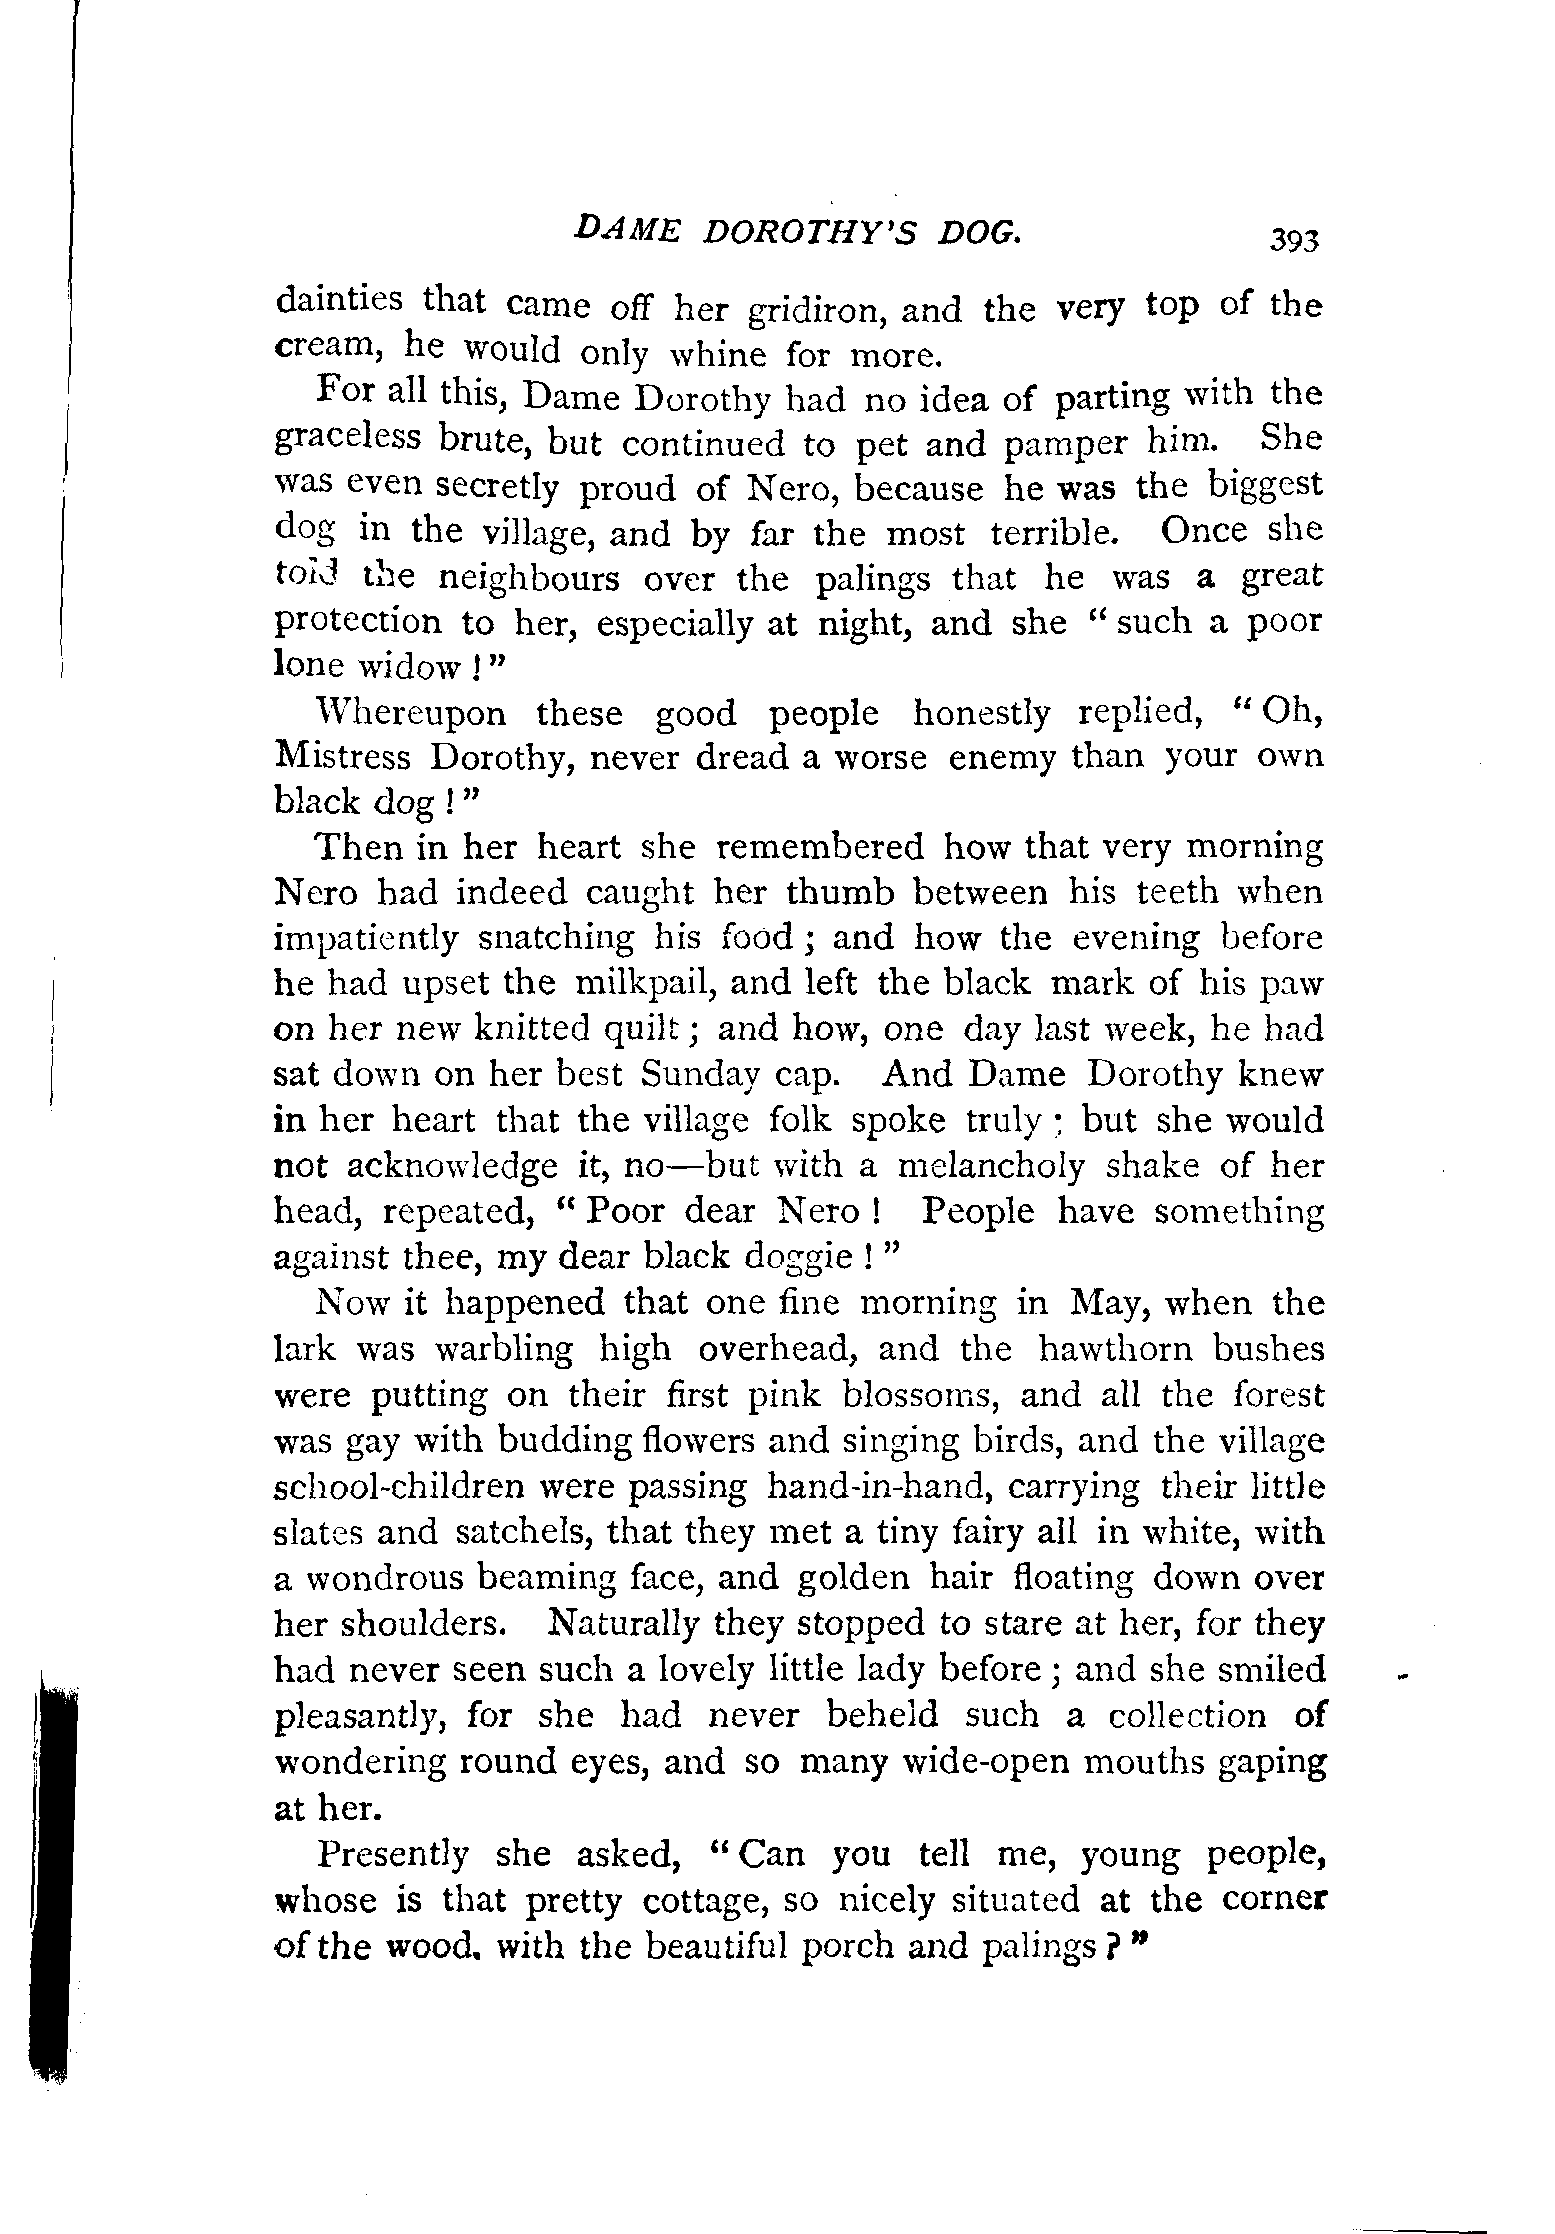 DAME DOROTHY'S DOG. 393
dainties that came off her gridiron, and the very top of the
cream, he would only whine for more.
For all this, Dame Dorothy had no idea of parting with the
graceless brute, but continued to pet and pamper him. She
was even secretly proud of Nero, because he was the biggest
dog in the village, and by far the most terrible. Once she
told the neighbours over the palings that he was a great
protection to her, especially at night, and she “ such a poor
lone widow ! ”
Whereupon these good people honestly replied, “ Oh,
Mistress Dorothy, never dread a worse enemy than your own
black dog ! ”
Then in her heart she remembered how that very morning
Nero had indeed caught her thumb between his teeth when
impatiently snatching his food ; and how the evening before
he had upset the milkpail, and left the black mark of his paw
on her new knitted quilt ; and how, one day last week, he had
sat down on her best Sunday cap. And Dame Dorothy knew
in her heart that the village folk spoke truly ; but she would
not acknowledge it, no—but with a melancholy shake of her
head, repeated, “ Poor dear Nero ! People have something
against thee, my dear black doggie ! ”
Now it happened that one fine morning in May, when the
lark was warbling high overhead, and the hawthorn bushes
were putting on their first pink blossoms, and all the forest
was gay with budding flowers and singing birds, and the village
school-children were passing hand-in-hand, carrying their little
slates and satchels, that they met a tiny fairy all in white, with
a wondrous beaming face, and golden hair floating down over
her shoulders. Naturally they stopped to stare at her, for they
had never seen such a lovely little lady before ; and she smiled
pleasantly, for she had never beheld such a collection of
wondering round eyes, and so many wide-open mouths gaping
at her.
Presently she asked, “ Can you tell me, young people,
whose is that pretty cottage, so nicely situated at the corner
of the wood, with the beautiful porch and palings ? ”